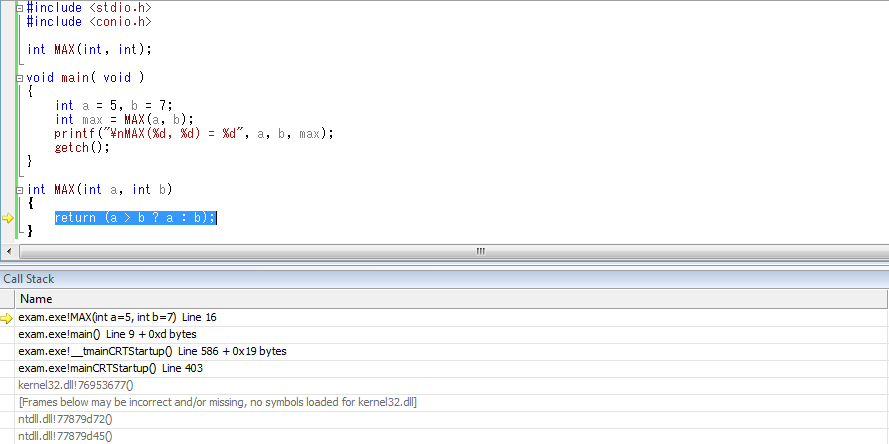 #include <stdio.h>
#include <conio.h>
int MAX(int, int);
void main( void )
{
int a = 5, b = 7;
int max = MAX(a, b);
printf("\nMAX(%d, %d) = %d", a, b, max);
getch();
}
int MAX(int a, int b)
{
return (a > b ? a : b);
}
Call Stack
Name
exam.exe!MAX(int a=5, int b=7) Line 16
exam.exe!main() Line 9 + 0xd bytes
exam.exe!__tmainCRTStartup() Line 586 + 0x19 bytes
exam.exe!mainCRTStartup() Line 403
kernel32.dll!76953677()
[Frames below may be incorrect and/or missing, no symbols loaded for kernel32.dll]
ntdll.dll!77879d72()
ntdll.dll!77879d45()